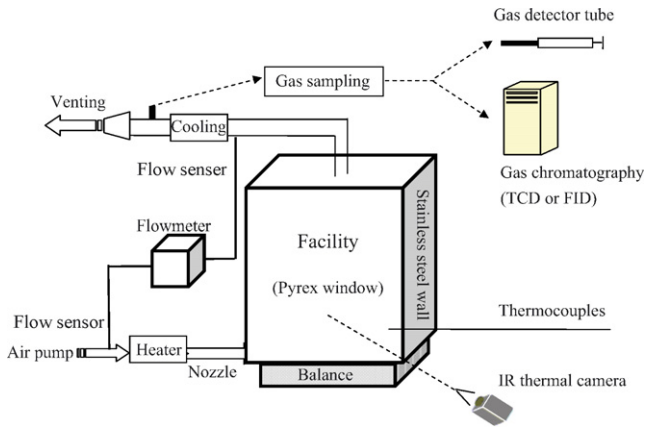 Gas detector tube
Gas sampling
Venting
Cooling
Gas chromatography
(TCD or FID)
Flow senser
Stainless steel wall
Flowmeter
Facility
(Pyrex window)
Thermocouples
Flow sensor
Air pump
Heater
Nozzle
Balance
IR thermal camera